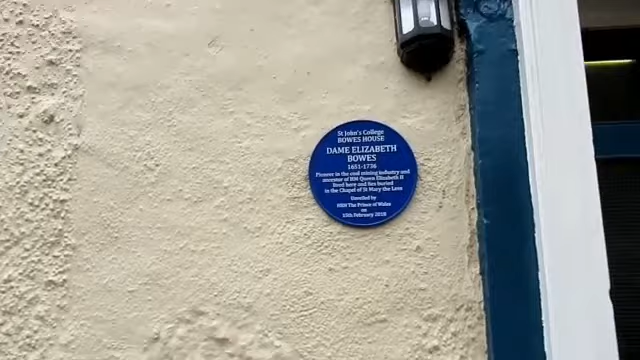 St John's College
BOWES HOUSE
DAME ELIZABETH
BOWES
1651-1736
Pioneer in the coal mining industry and
ancestor of HM Queen Elizabeth II
lived here and lies buried
in the Chapel of St Mary the Less
Unveiled by
HRH The Prince of Wales
on
15th February 2018